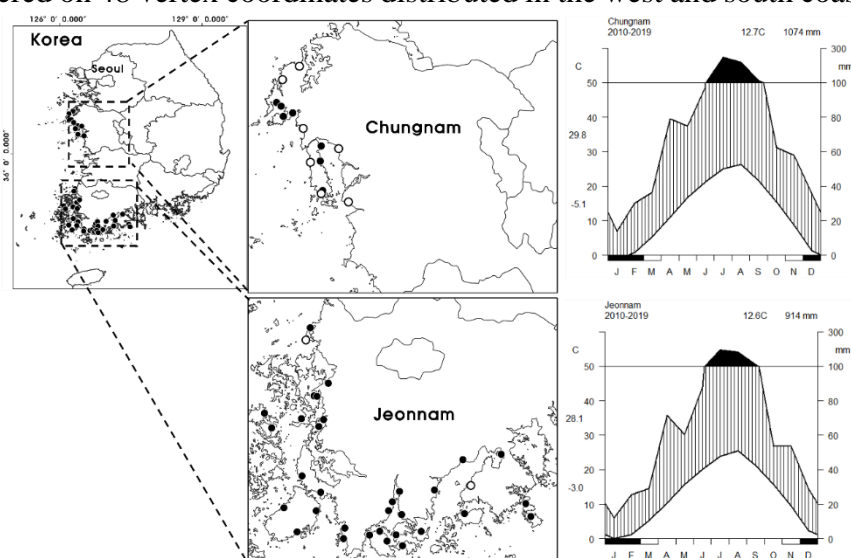 ered on 48 vertex coordinates distributed in the west and south coas
126° 0' 0.000"
129° 0' 0.000"
Korea
Seoul
36° 0' 0.000"
Chungnam
Jeonnam
Chungnam
2010-2019 12.7C 1074 mm
C 300
mm
50 100
40 80
29.8
30 60
20 40
-5.1
10 20
0 0
J F M A M J J A S O N D
Jeonnam
2010-2019 12.6C 914 mm
C 300
mm
50 100
40 80
28.1
30 60
20 40
-3.0
10 20
0 0
J F M A M J J A S O N D